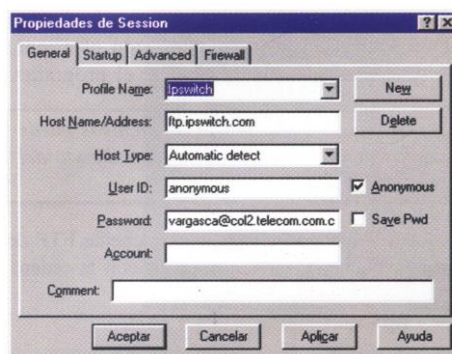 Propiedades de Session
General Startup Advanced Firewall
Profile Name: Ipswitch New
Host Name/Address: ftp.ipswitch.com Delete
Host Type: Automatic detect
User ID: anonymous Anonymous
Password: vargasca@col2.telecom.com.c Save Pwd
Account:
Comment:
Aceptar Cancelar Aplicar Ayuda